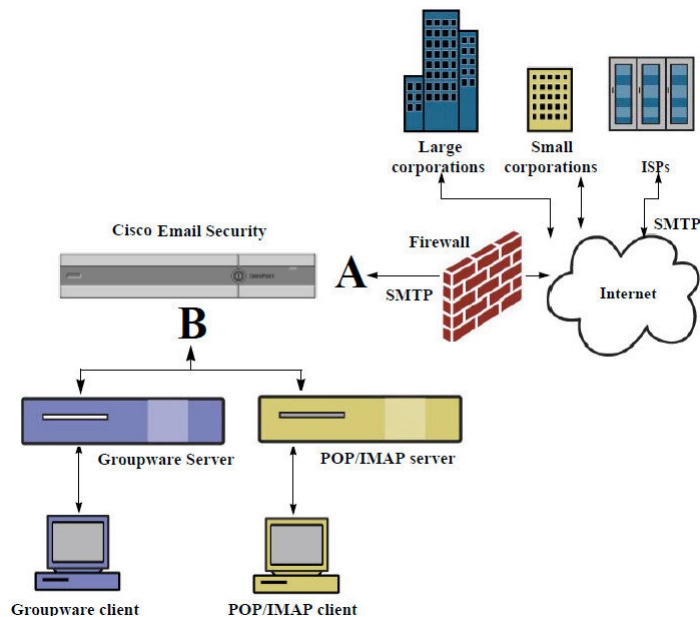 Large
corporations
Small
corporations
ISPs
SMTP
Cisco Email Security
Firewall
A
SMTP
Internet
B
Groupware Server
POP/IMAP server
Groupware client
POP/IMAP client